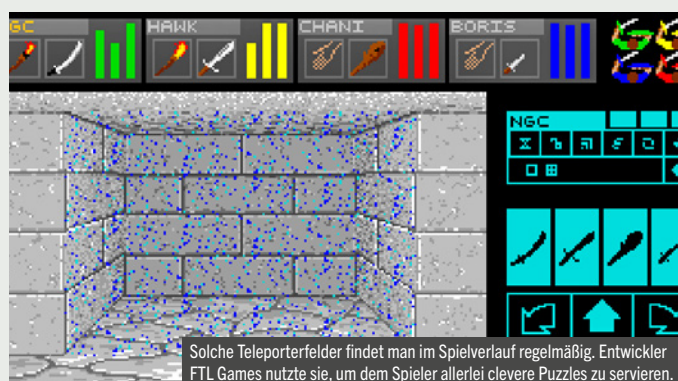 GC
HAWK
CHANI
BORIS
NGC
Solche Teleporterfelder findet man im Spielverlauf regelmäßig. Entwickler
FTL Games nutzte sie, um dem Spieler allerlei clevere Puzzles zu servieren.